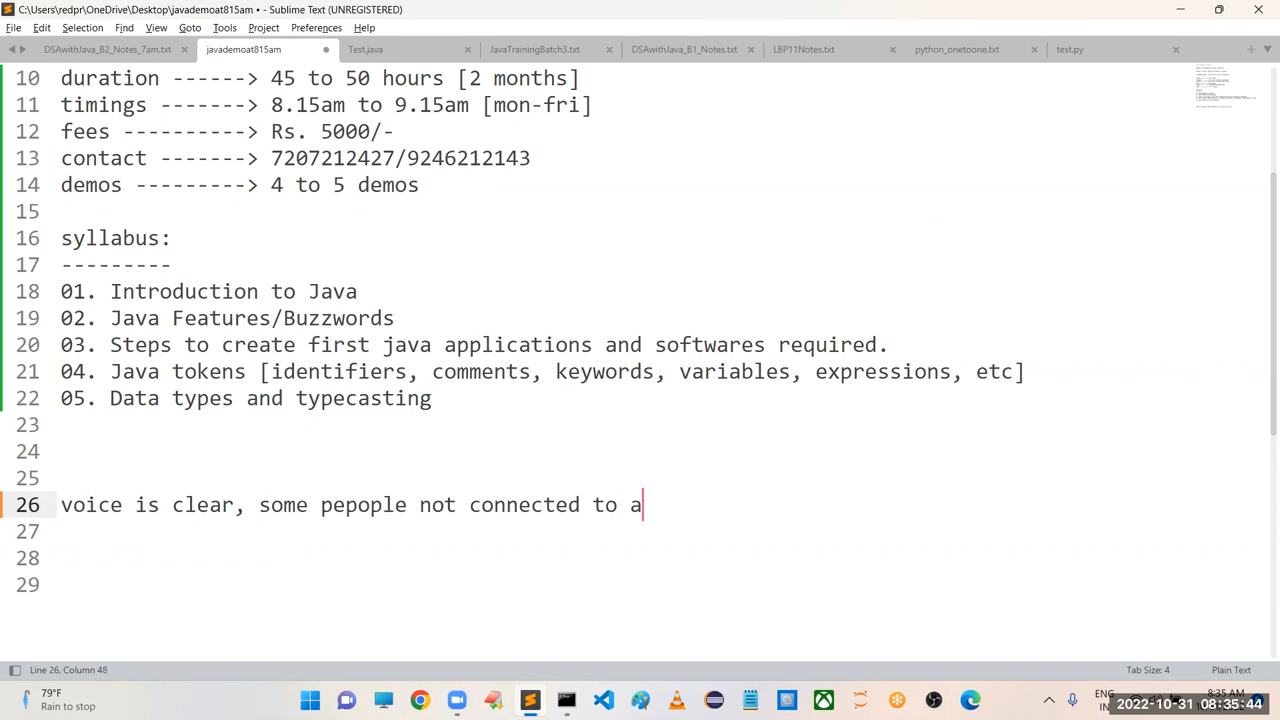 C:\Users\redpr\OneDrive\Desktop\javademoat815am • - Sublime Text (UNREGISTERED)
File Edit Selection Find View Goto Tools Project Preferences Help
DSAwithJava_B2_Notes_7am.txt javademoat815am Test.java JavaTrainingBatch3.txt DSAwithJava_B1_Notes.txt LBP11Notes.txt python_onetoone.txt test.py
10 duration ------> 45 to 50 hours [2 months]
11 timings -------> 8.15am to 9.15am [mon-fri]
12 fees ----------> Rs. 5000/-
13 contact -------> 7207212427/9246212143
14 demos ---------> 4 to 5 demos
15
16 syllabus:
17 ---------
18 01. Introduction to Java
19 02. Java Features/Buzzwords
20 03. Steps to create first java applications and softwares required.
21 04. Java tokens [identifiers, comments, keywords, variables, expressions, etc]
22 05. Data types and typecasting
23
24
25
26 voice is clear, some pepople not connected to a
27
28
29
Line 26, Column 48 Tab Size: 4 Plain Text
79°F
Rain to stop
ENG
8:35 AM
2022-10-31 08:35:44